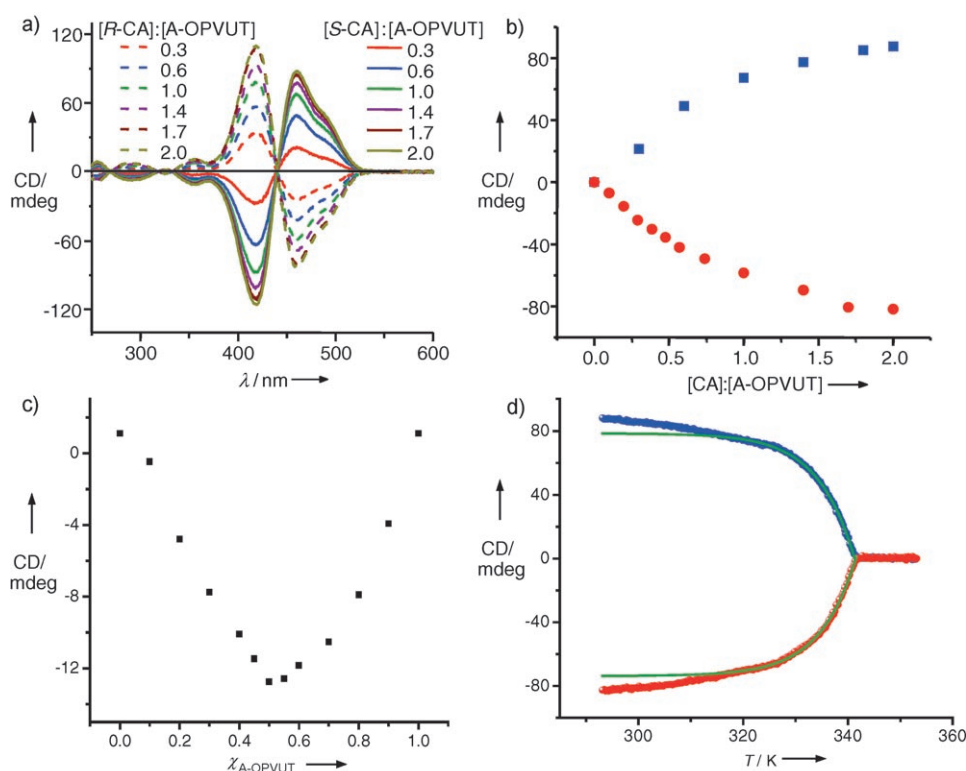 a)
[R-CA]:[A-OPVUT] [S-CA]:[A-OPVUT]
120
0.3 0.3
0.6 0.6
60
1.0 1.0
1.4 1.4
1.7 1.7
2.0 2.0
CD/
mdeg
0
-60
-120
300 400 500 600
λ / nm
b)
80
40
CD/
mdeg
0
-40
-80
0.0 0.5 1.0 1.5 2.0
[CA]:[A-OPVUT]
c)
0
-4
CD/
mdeg
-8
-12
0.0 0.2 0.4 0.6 0.8 1.0
χA-OPVUT
d)
80
40
CD/
mdeg
0
-40
-80
300 320 340 360
T / K